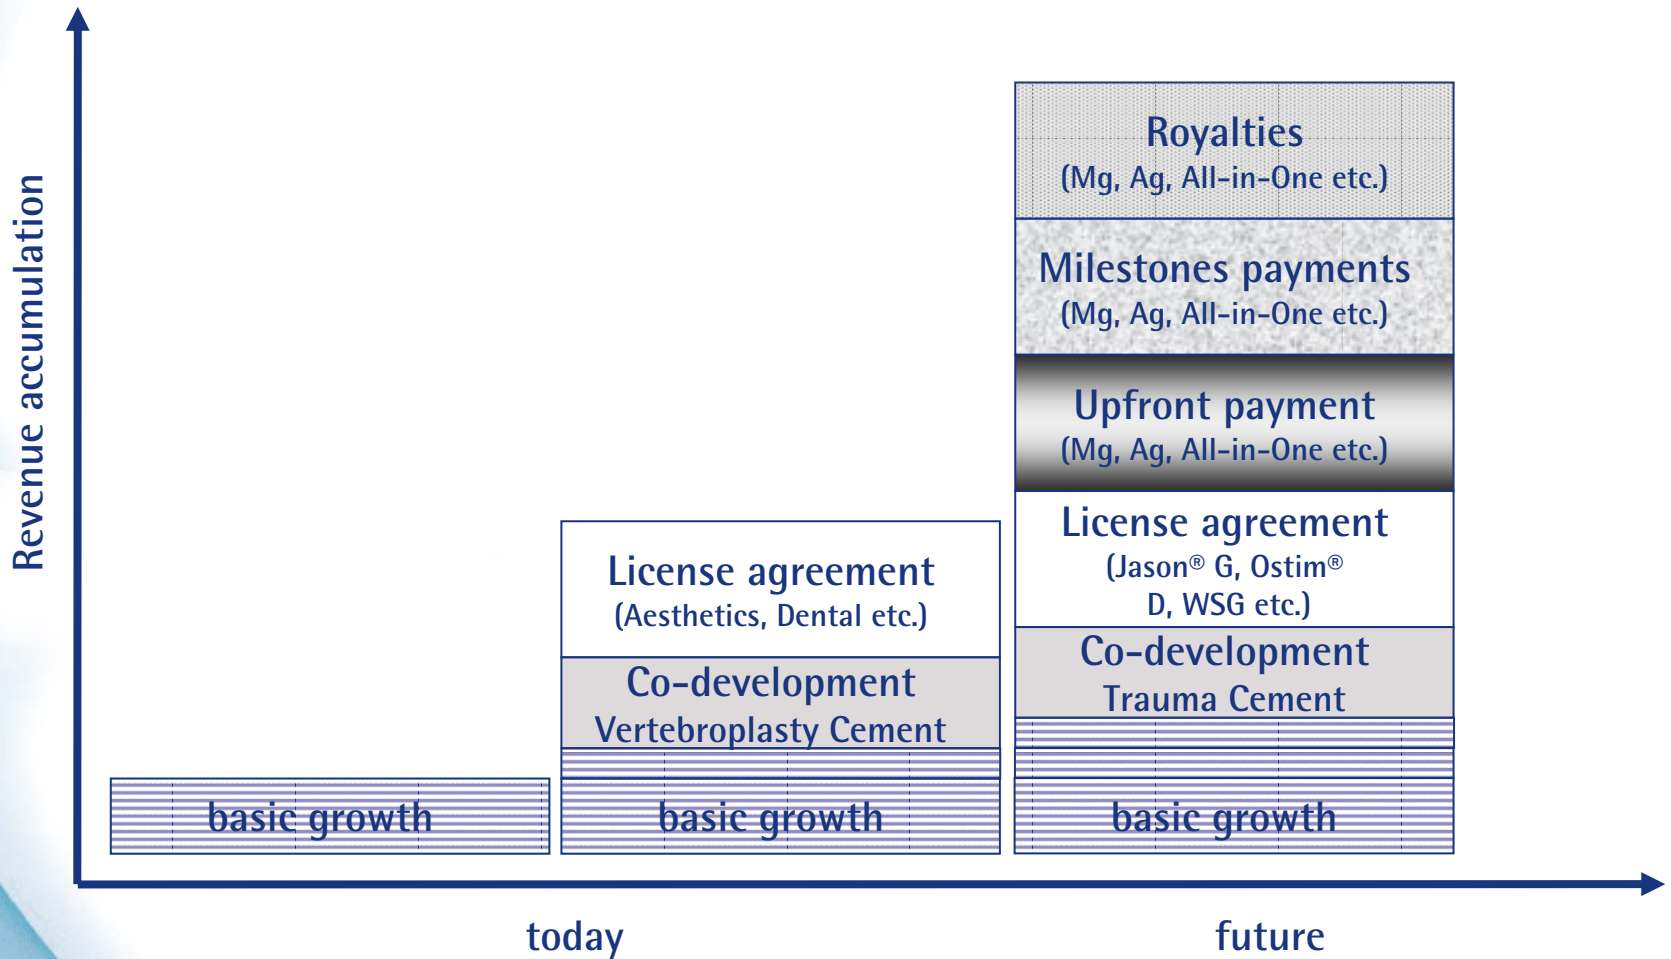 Revenue accumulation
Royalties
(Mg, Ag, All-in-One etc.)
Milestones payments
(Mg, Ag, All-in-One etc.)
Upfront payment
(Mg, Ag, All-in-One etc.)
License agreement
(Jason® G, Ostim®
D, WSG etc.)
Co-development
Trauma Cement
basic growth
License agreement
(Aesthetics, Dental etc.)
Co-development
Vertebroplasty Cement
basic growth
basic growth
today
future